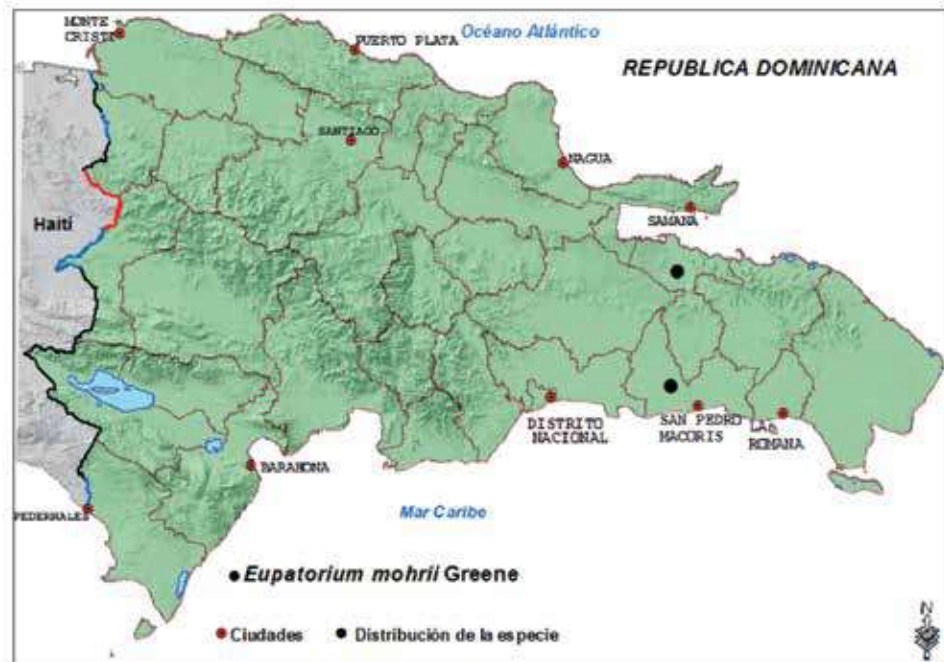 MONTE
CRISTI
PUERTO PLATA
Océano Atlántico
REPUBLICA DOMINICANA
SANTIAGO
NAGUA
SAMANA
Haití
DISTRITO
NACIONAL
SAN PEDRO
MACORIS
LA
ROMANA
BARAHONA
PEDERNALES
Mar Caribe
Eupatorium mohrii Greene
Ciudades
Distribución de la especie
N